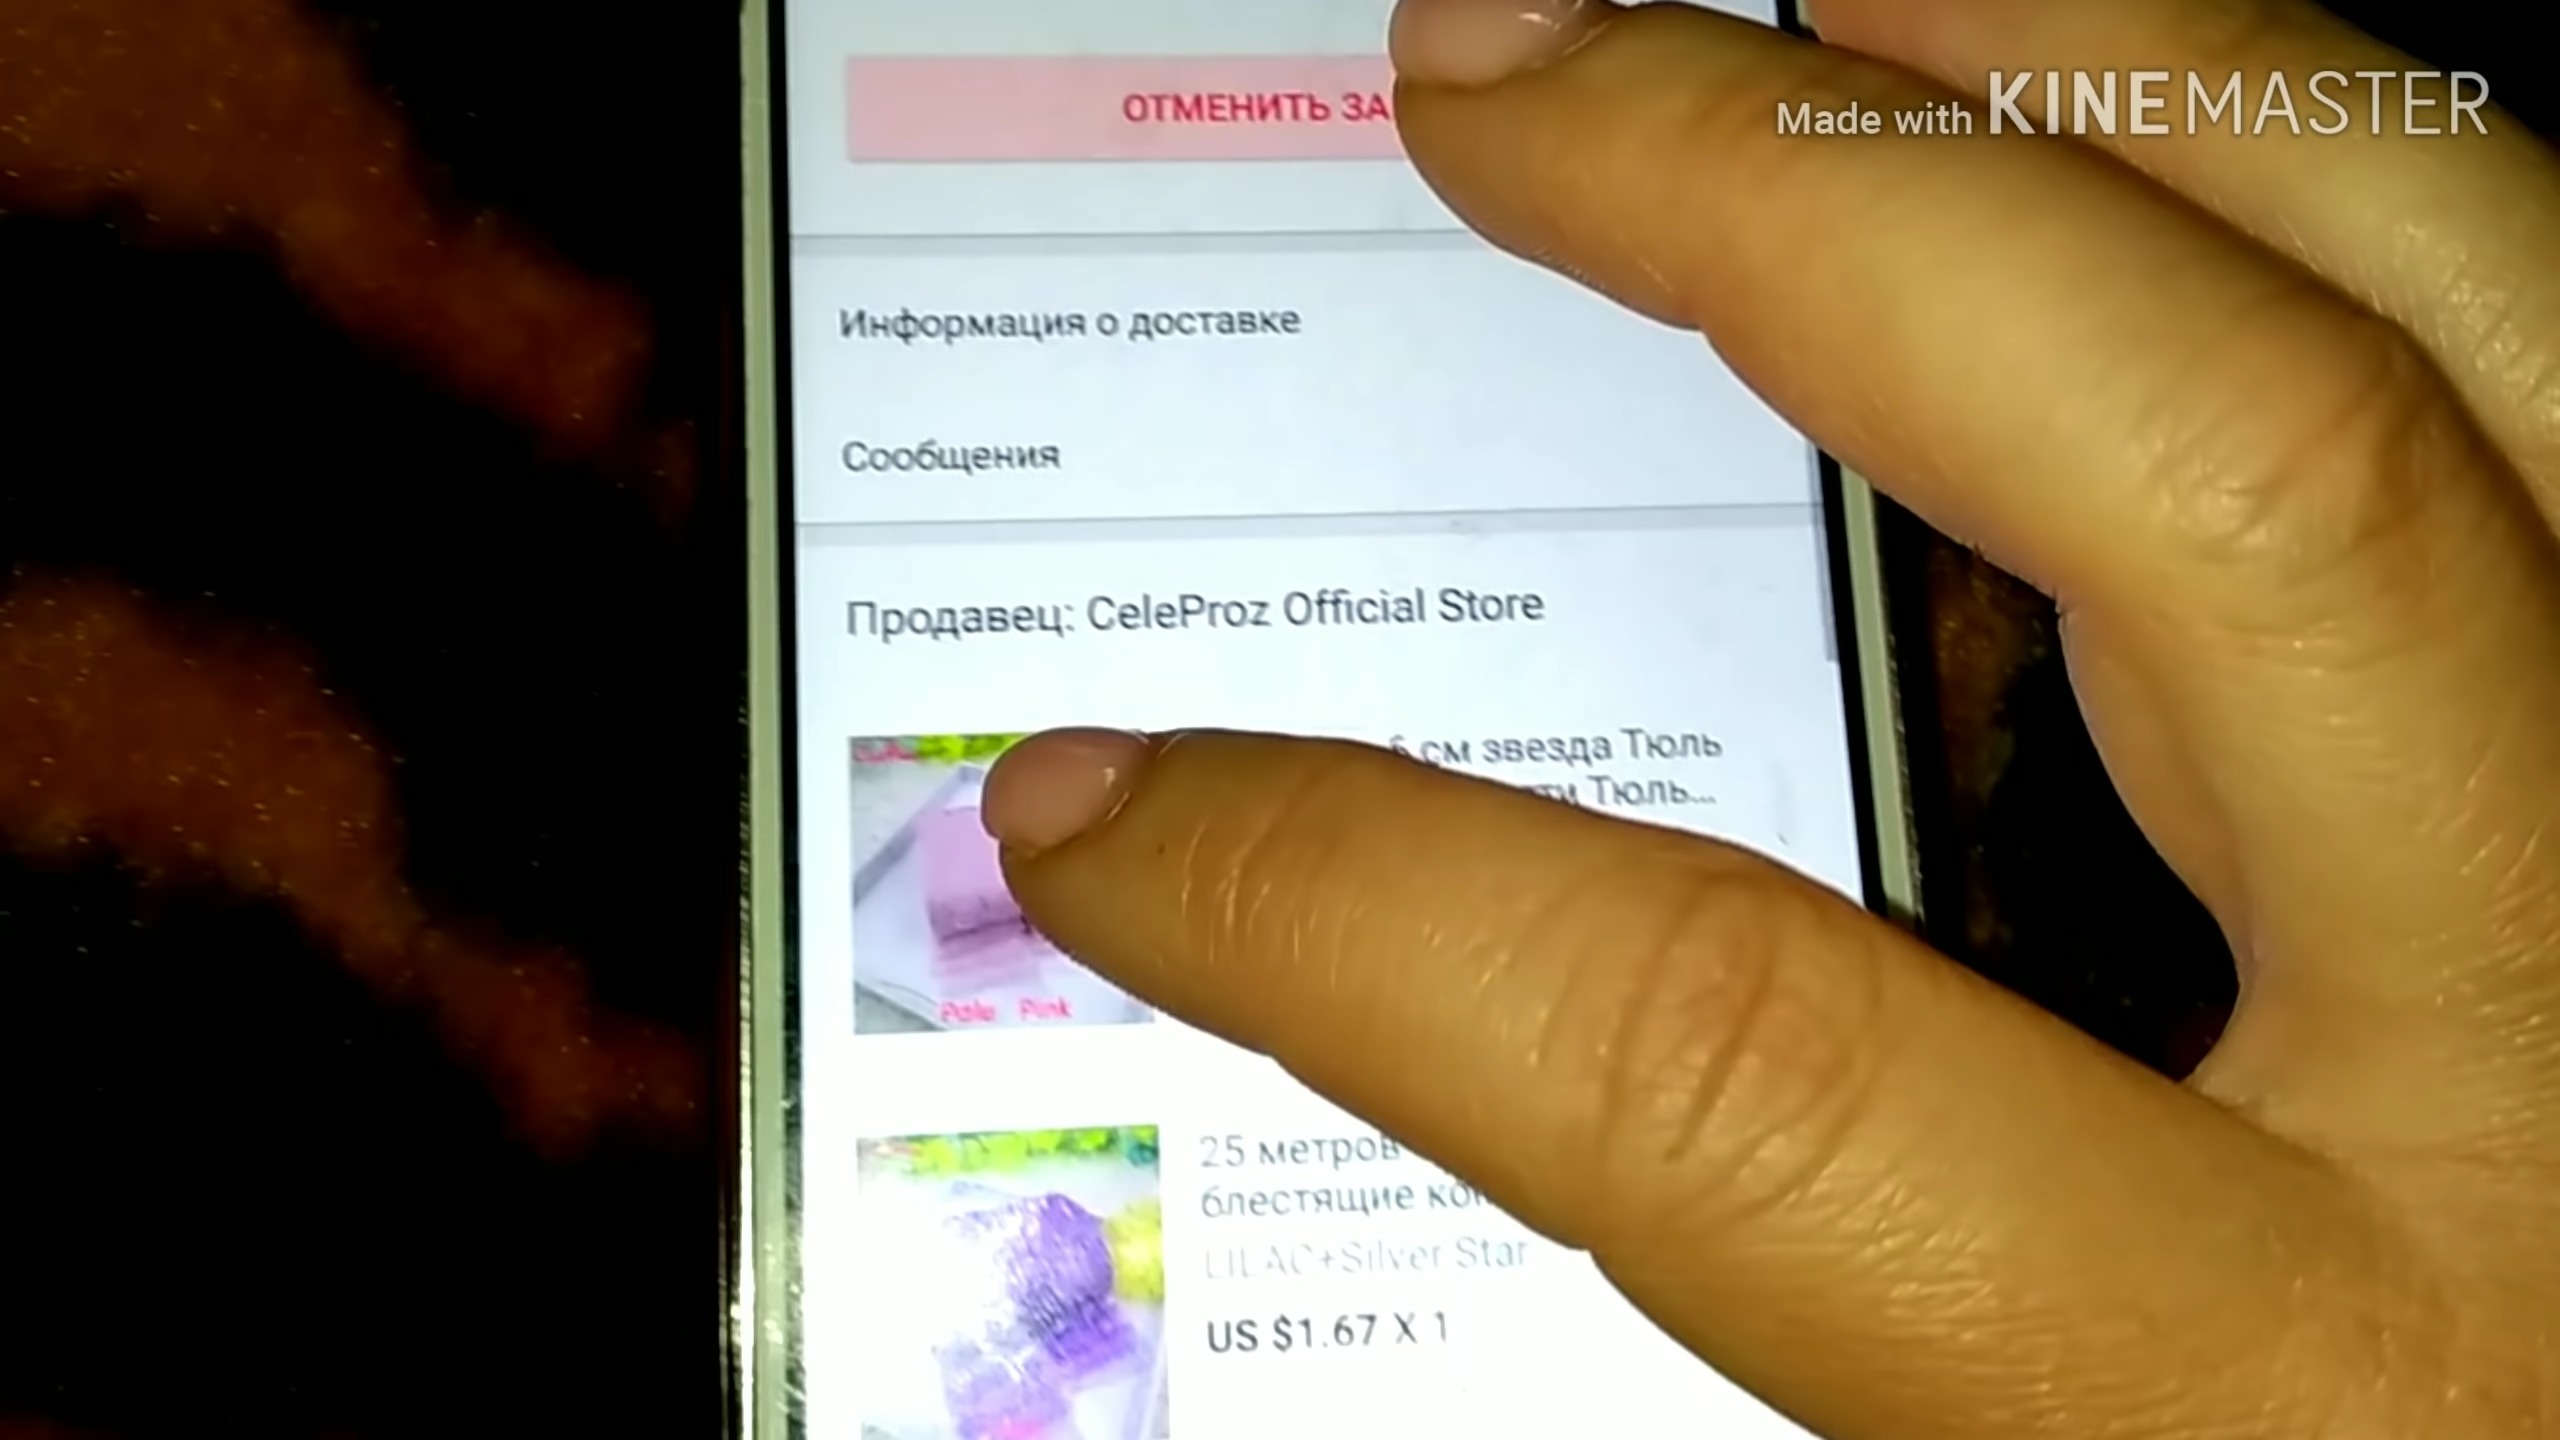 Made with KINEMASTER
ОТМЕНИТЬ ЗА
Информация о доставке
Сообщения
Продавец: CeleProz Official Store
см звезда Тюль
Тюль...
Pale Pink
25 метров
блестящие
LILAC+Silver Star
US $1.67 X 1